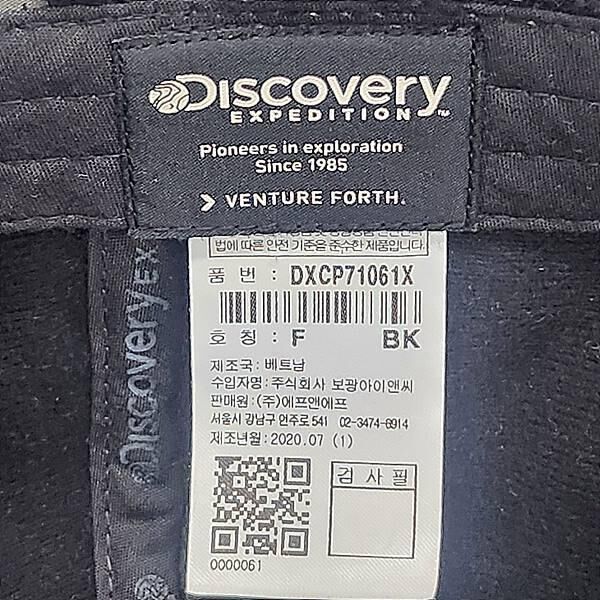 Discovery
EXPEDITION™
Pioneers in exploration
Since 1985
VENTURE FORTH.
법에 따른 안전 기준을 준수한 제품입니다.
품 번 : DXCP71061X
호 칭 : F BK
제조국: 베트남
수입자명: 주식회사 보광아이앤씨
판매원: (주)에프앤에프
서울시 강남구 언주로 541 02-3474-6914
제조년월: 2020.07 (1)
검 사 필
0000061
Discovery EX